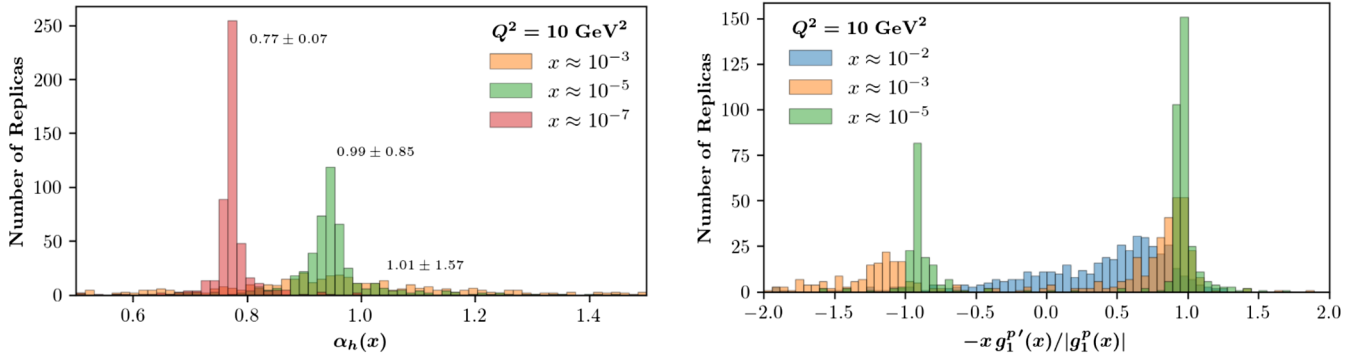 Number of Replicas
250
200
150
100
50
0
0.77 ± 0.07
0.99 ± 0.85
1.01 ± 1.57
Q² = 10 GeV²
x ≈ 10⁻³
x ≈ 10⁻⁵
x ≈ 10⁻⁷
0.6 0.8 1.0 1.2 1.4
αₕ(x)
Number of Replicas
150
125
100
75
50
25
0
Q² = 10 GeV²
x ≈ 10⁻²
x ≈ 10⁻³
x ≈ 10⁻⁵
−2.0 −1.5 −1.0 −0.5 0.0 0.5 1.0 1.5 2.0
−x g₁ᵖ′(x)/|g₁ᵖ(x)|